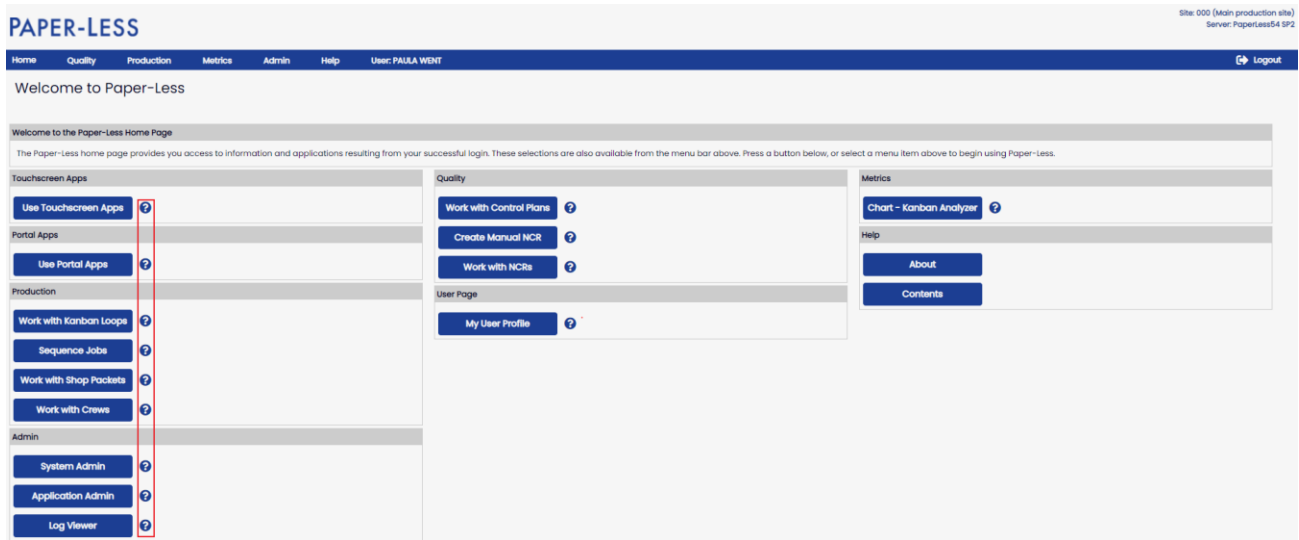 Site: 000 (Main production site)
Server: PaperLess54 SP2
PAPER-LESS
Home Quality Production Metrics Admin Help User: PAULA WENT Logout
Welcome to Paper-Less
Welcome to the Paper-Less Home Page
The Paper-Less home page provides you access to information and applications resulting from your successful login. These selections are also available from the menu bar above. Press a button below, or select a menu item above to begin using Paper-Less.
Touchscreen Apps
Use Touchscreen Apps ?
Portal Apps
Use Portal Apps ?
Production
Work with Kanban Loops ?
Sequence Jobs ?
Work with Shop Packets ?
Work with Crews ?
Admin
System Admin ?
Application Admin ?
Log Viewer ?
Quality
Work with Control Plans ?
Create Manual NCR ?
Work with NCRs ?
User Page
My User Profile ?
Metrics
Chart - Kanban Analyzer ?
Help
About
Contents